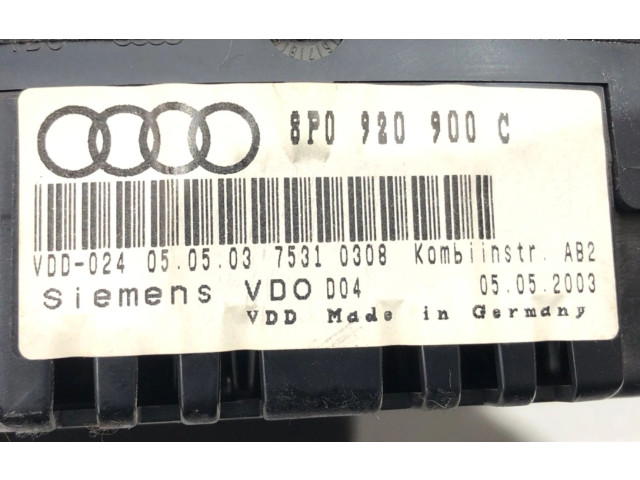 8P0 920 900 C
VDD-024 05.05.03 7531 0308 Kombiinstr. AB2
Siemens VDO D04 05.05.2003
VDD Made in Germany